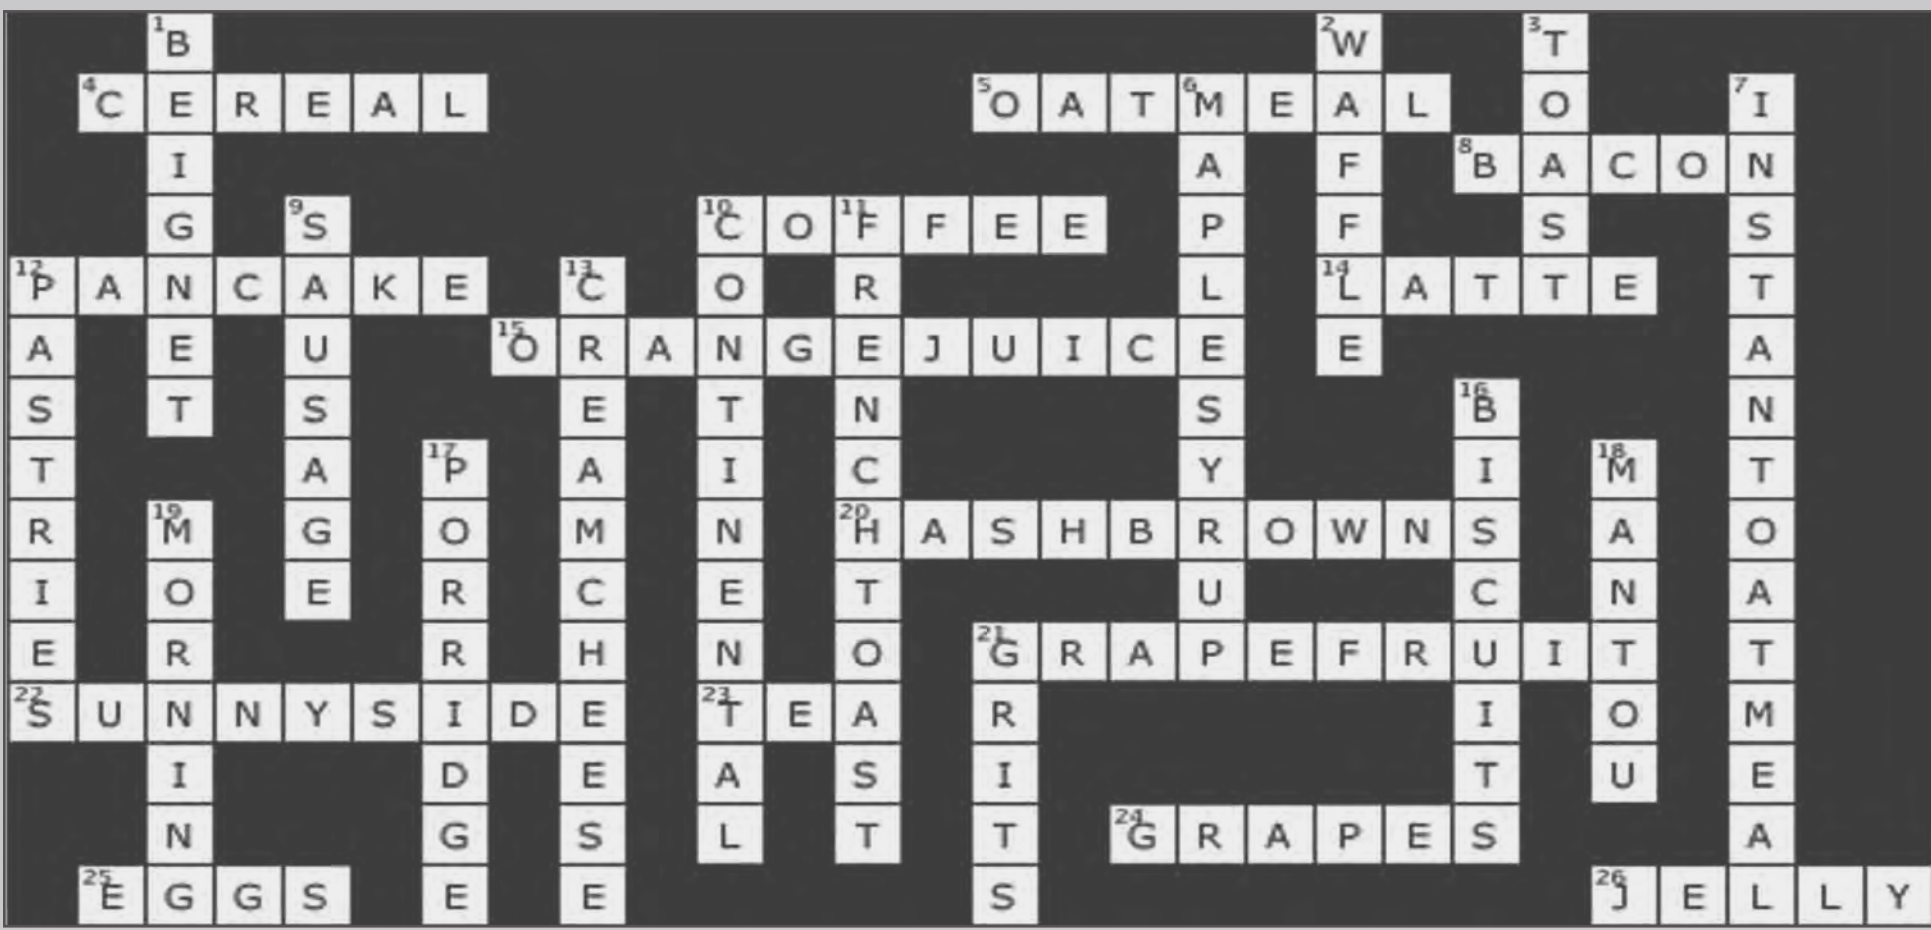 1 B 2 W 3 T
4 C E R E A L 5 O A T 6 M E A L O 7 I
I A F 8 B A C O N
G 9 S 10 C O 11 F F E E P F S S
12 P A N C A K E 13 C O R L 14 L A T T E T
A E U 15 O R A N G E J U I C E E A
S T S E T N S 16 B N
T A 17 P A I C Y I 18 M T
R 19 M G O M N 20 H A S H B R O W N S A O
I O E R C E T U C N A
E R R H N O 21 G R A P E F R U I T T
22 S U N N Y S I D E 23 T E A R I O M
I D E A S I T U E
N G S L T T 24 G R A P E S A
25 E G G S E E S 26 J E L L Y